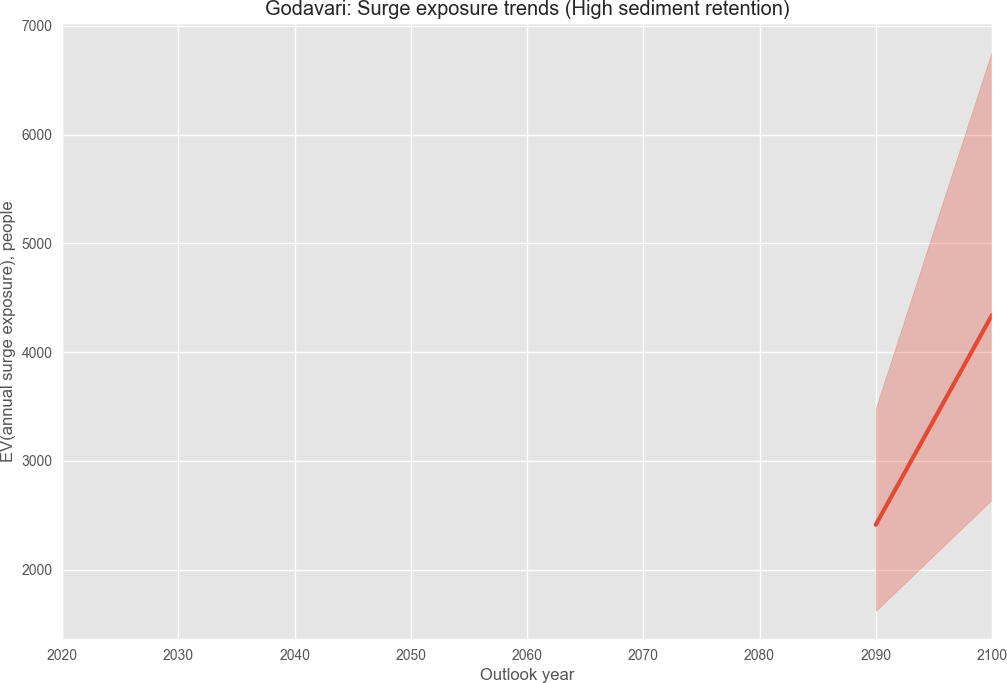 Godavari: Surge exposure trends (High sediment retention)
7000
6000
5000
4000
3000
2000
EV(annual surge exposure), people
2020 2030 2040 2050 2060 2070 2080 2090 2100
Outlook year